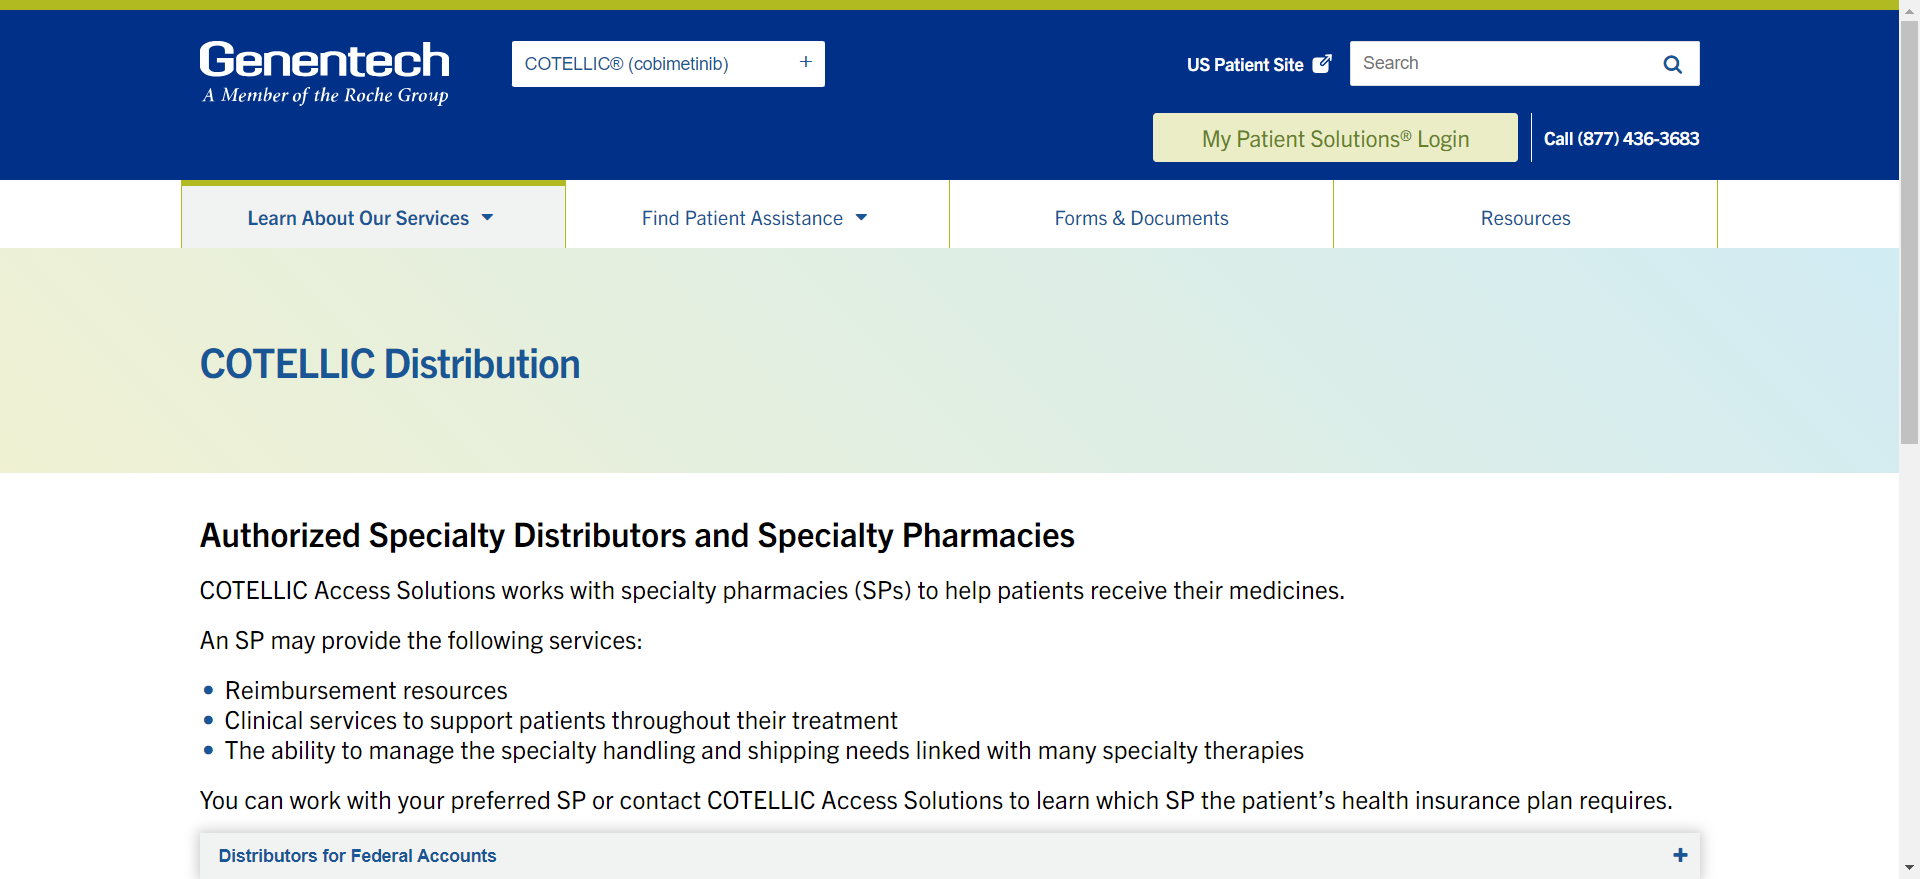 Genentech
A Member of the Roche Group
COTELLIC® (cobimetinib) +
US Patient Site
Search
My Patient Solutions® Login
Call (877) 436-3683
Learn About Our Services
Find Patient Assistance
Forms & Documents
Resources
COTELLIC Distribution
Authorized Specialty Distributors and Specialty Pharmacies
COTELLIC Access Solutions works with specialty pharmacies (SPs) to help patients receive their medicines.
An SP may provide the following services:
• Reimbursement resources
• Clinical services to support patients throughout their treatment
• The ability to manage the specialty handling and shipping needs linked with many specialty therapies
You can work with your preferred SP or contact COTELLIC Access Solutions to learn which SP the patient’s health insurance plan requires.
Distributors for Federal Accounts +